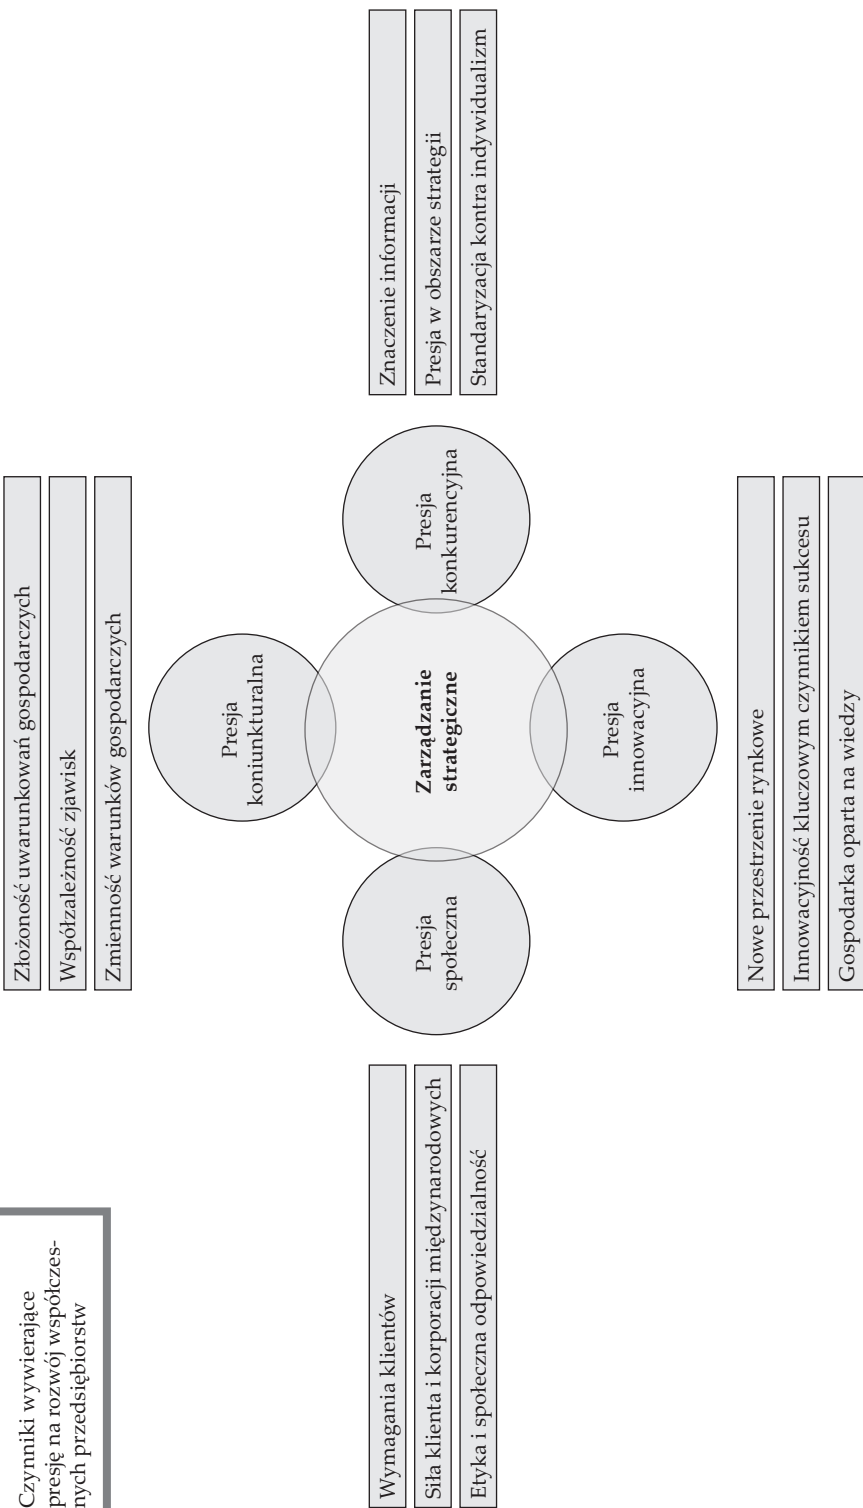 Czynniki wywierające
presję na rozwój współczes-
nych przedsiębiorstw
Złożoność uwarunkowań gospodarczych
Współzależność zjawisk
Zmienność warunków gospodarczych
Presja
koniunkturalna
Wymagania klientów
Siła klienta i korporacji międzynarodowych
Etyka i społeczna odpowiedzialność
Presja
społeczna
Zarządzanie
strategiczne
Presja
konkurencyjna
Znaczenie informacji
Presja w obszarze strategii
Standaryzacja kontra indywidualizm
Presja
innowacyjna
Nowe przestrzenie rynkowe
Innowacyjność kluczowym czynnikiem sukcesu
Gospodarka oparta na wiedzy